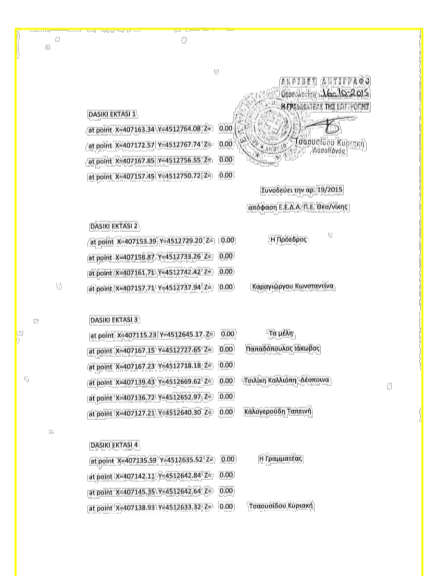 ΑΚΡΙΒΕΣ ΑΝΤΙΓΡΑΦΟ
16-10-2015
Η ΓΡΑΜΜΑΤΕΑΣ ΤΗΣ ΕΠΙΤΡΟΠΗΣ
DASIKI EKTASI 1
at point X=407163.34 Y=4512764.08 Z= 0.00
at point X=407172.57 Y=4512767.74 Z= 0.00
Τσαουσίδου Κυριακή
Δασολόγος
at point X=407167.85 Y=4512756.55 Z= 0.00
at point X=407157.45 Y=4512750.72 Z= 0.00
Συνοδεύει την αρ. 19/2015
απόφαση Ε.Ε.Δ.Α. Π.Ε. Θεσ/νίκης
DASIKI EKTASI 2
at point X=407153.39 Y=4512729.20 Z= 0.00 Η Πρόεδρος
at point X=407158.87 Y=4512733.26 Z= 0.00
at point X=407161.71 Y=4512742.42 Z= 0.00
at point X=407157.71 Y=4512737.94 Z= 0.00 Καραγιώργου Κωνσταντίνα
DASIKI EKTASI 3
at point X=407115.23 Y=4512645.17 Z= 0.00 Τα μέλη
at point X=407167.15 Y=4512727.65 Z= 0.00 Παπαδόπουλος Ιάκωβος
at point X=407167.23 Y=4512718.18 Z= 0.00
at point X=407139.43 Y=4512669.62 Z= 0.00 Τσιλίκη Καλλιόπη -Δέσποινα
at point X=407136.72 Y=4512652.97 Z= 0.00
at point X=407127.21 Y=4512640.30 Z= 0.00 Καλογερούδη Ταπεινή
DASIKI EKTASI 4
at point X=407135.59 Y=4512635.52 Z= 0.00 Η Γραμματέας
at point X=407142.11 Y=4512642.84 Z= 0.00
at point X=407145.35 Y=4512642.64 Z= 0.00
at point X=407138.93 Y=4512633.32 Z= 0.00 Τσαουσίδου Κυριακή